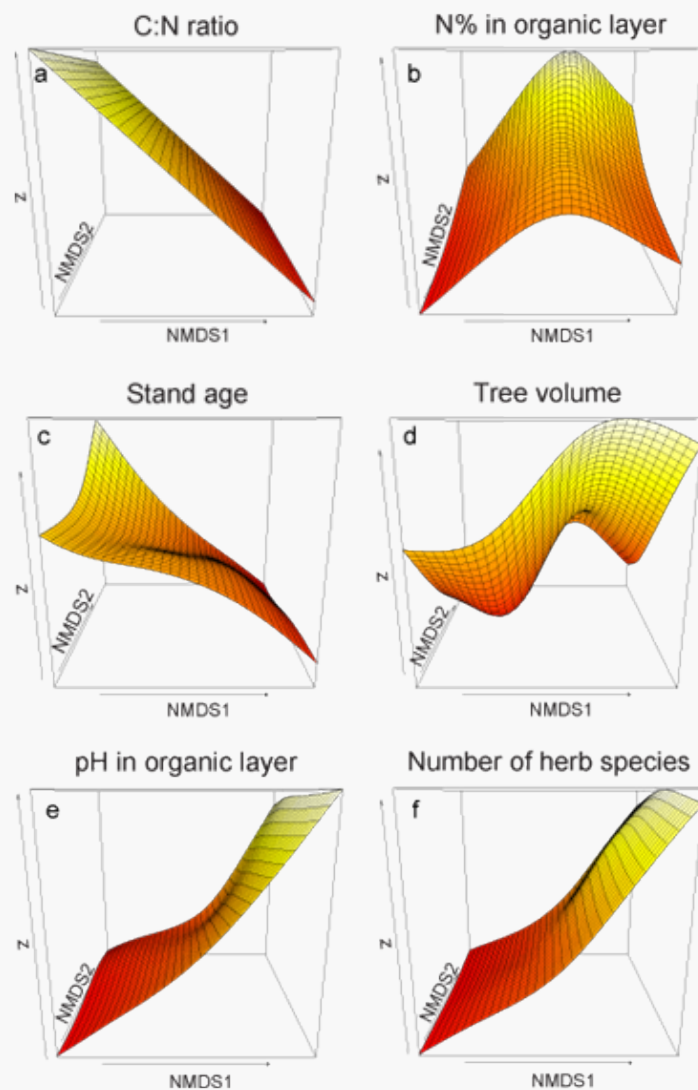 C:N ratio
N% in organic layer
a
b
Z
Z
NMDS2
NMDS2
NMDS1
NMDS1
Stand age
Tree volume
c
d
Z
Z
NMDS2
NMDS2
NMDS1
NMDS1
pH in organic layer
Number of herb species
e
f
Z
Z
NMDS2
NMDS2
NMDS1
NMDS1